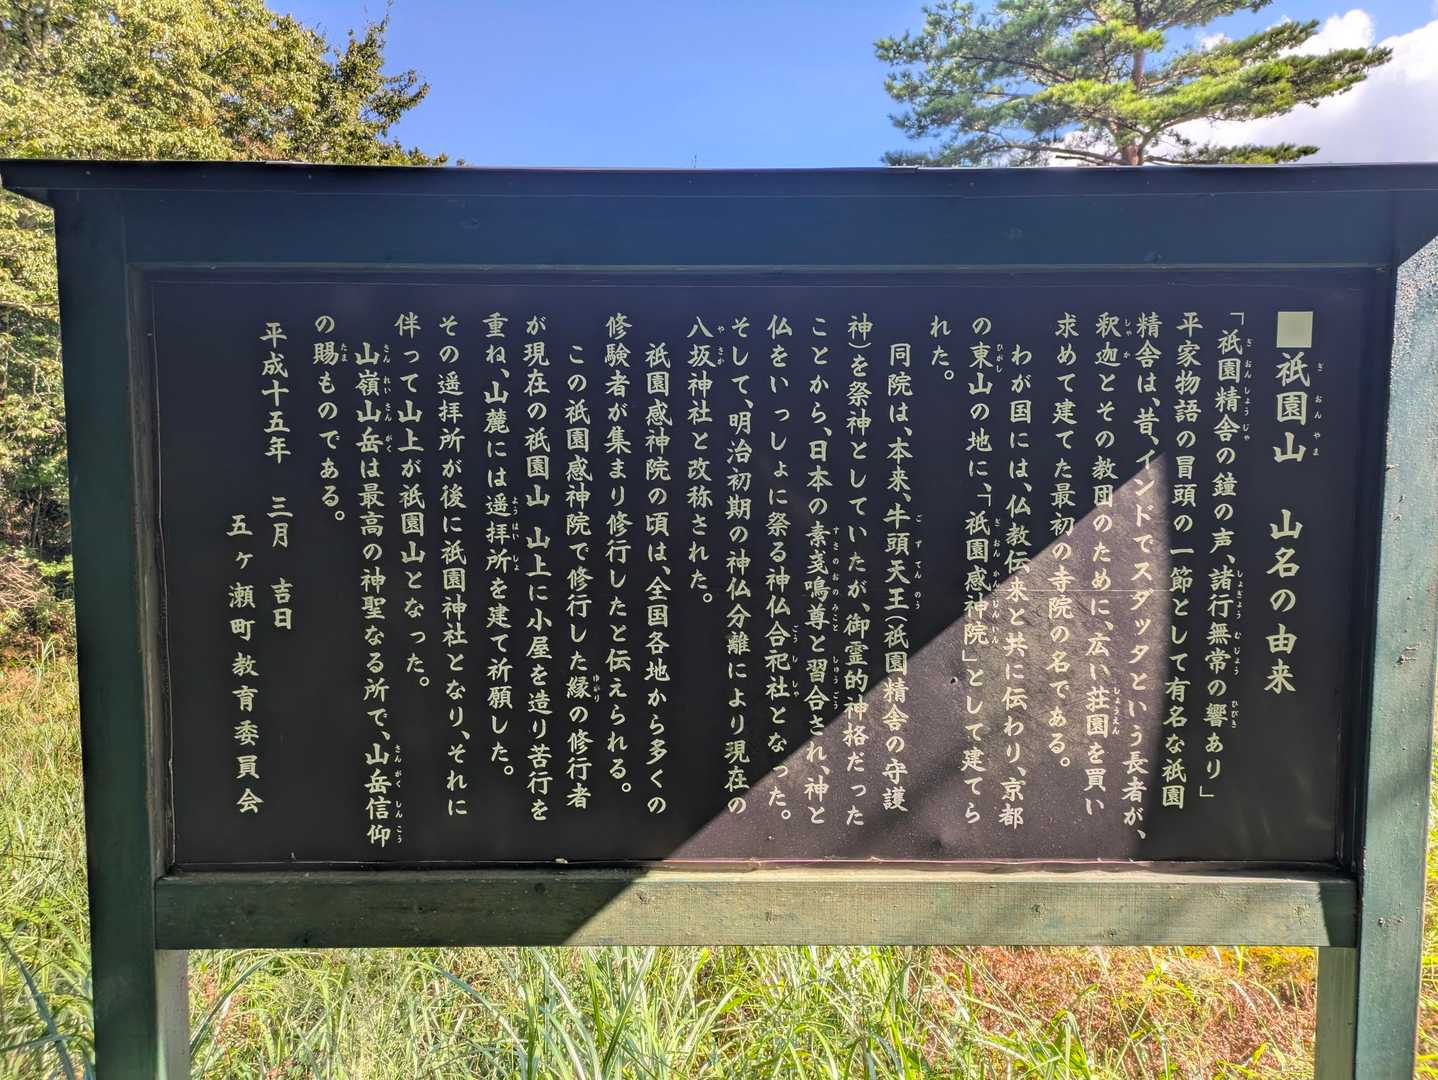 ■祇園山　山名の由来
「祇園精舎の鐘の声、諸行無常の響あり」
平家物語の冒頭の一節として有名な祇園
精舎は、昔、インドでスダッタという長者が、
釈迦とその教団のために、広い荘園を買い
求めて建てた最初の寺院の名である。
わが国には、仏教伝来と共に伝わり、京都
の東山の地に、「祇園感神院」として建てら
れた。
同院は、本来、牛頭天王(祇園精舎の守護
神)を祭神としていたが、御霊的神格だった
ことから、日本の素戔嗚尊と習合され、神と
仏をいっしょに祭る神仏合祀社となった。
そして、明治初期の神仏分離により現在の
八坂神社と改称された。
祇園感神院の頃は、全国各地から多くの
修験者が集まり修行したと伝えられる。
この祇園感神院で修行した縁の修行者
が現在の祇園山　山上に小屋を造り苦行を
重ね、山麓には遥拝所を建て祈願した。
その遥拝所が後に祇園神社となり、それに
伴って山上が祇園山となった。
山嶺山岳は最高の神聖なる所で、山岳信仰
の賜ものである。
平成十五年　三月　吉日
五ヶ瀬町教育委員会